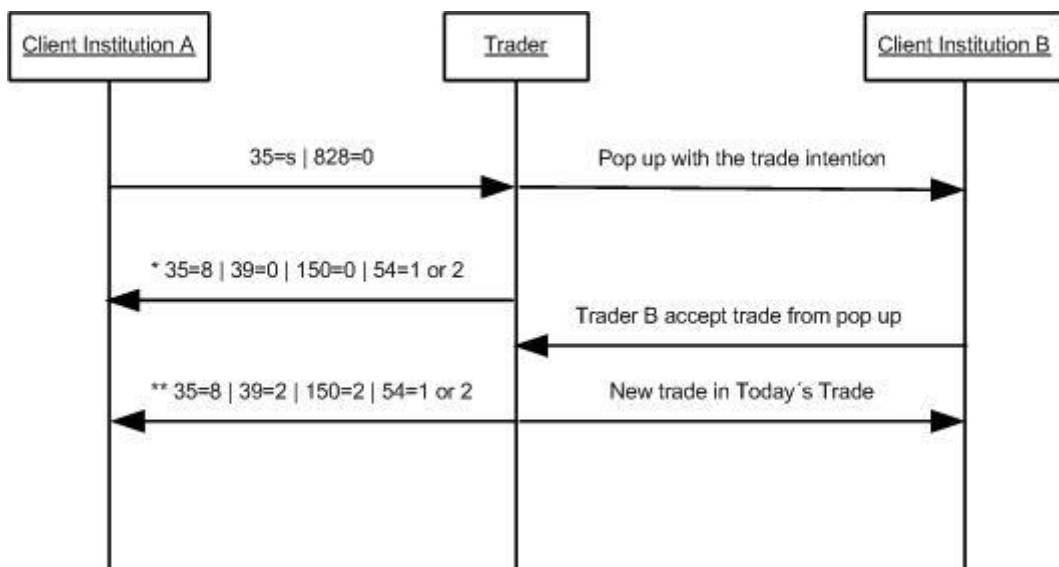 Client Institution A
Trader
Client Institution B
35=s | 828=0
Pop up with the trade intention
* 35=8 | 39=0 | 150=0 | 54=1 or 2
Trader B accept trade from pop up
** 35=8 | 39=2 | 150=2 | 54=1 or 2
New trade in Today´s Trade